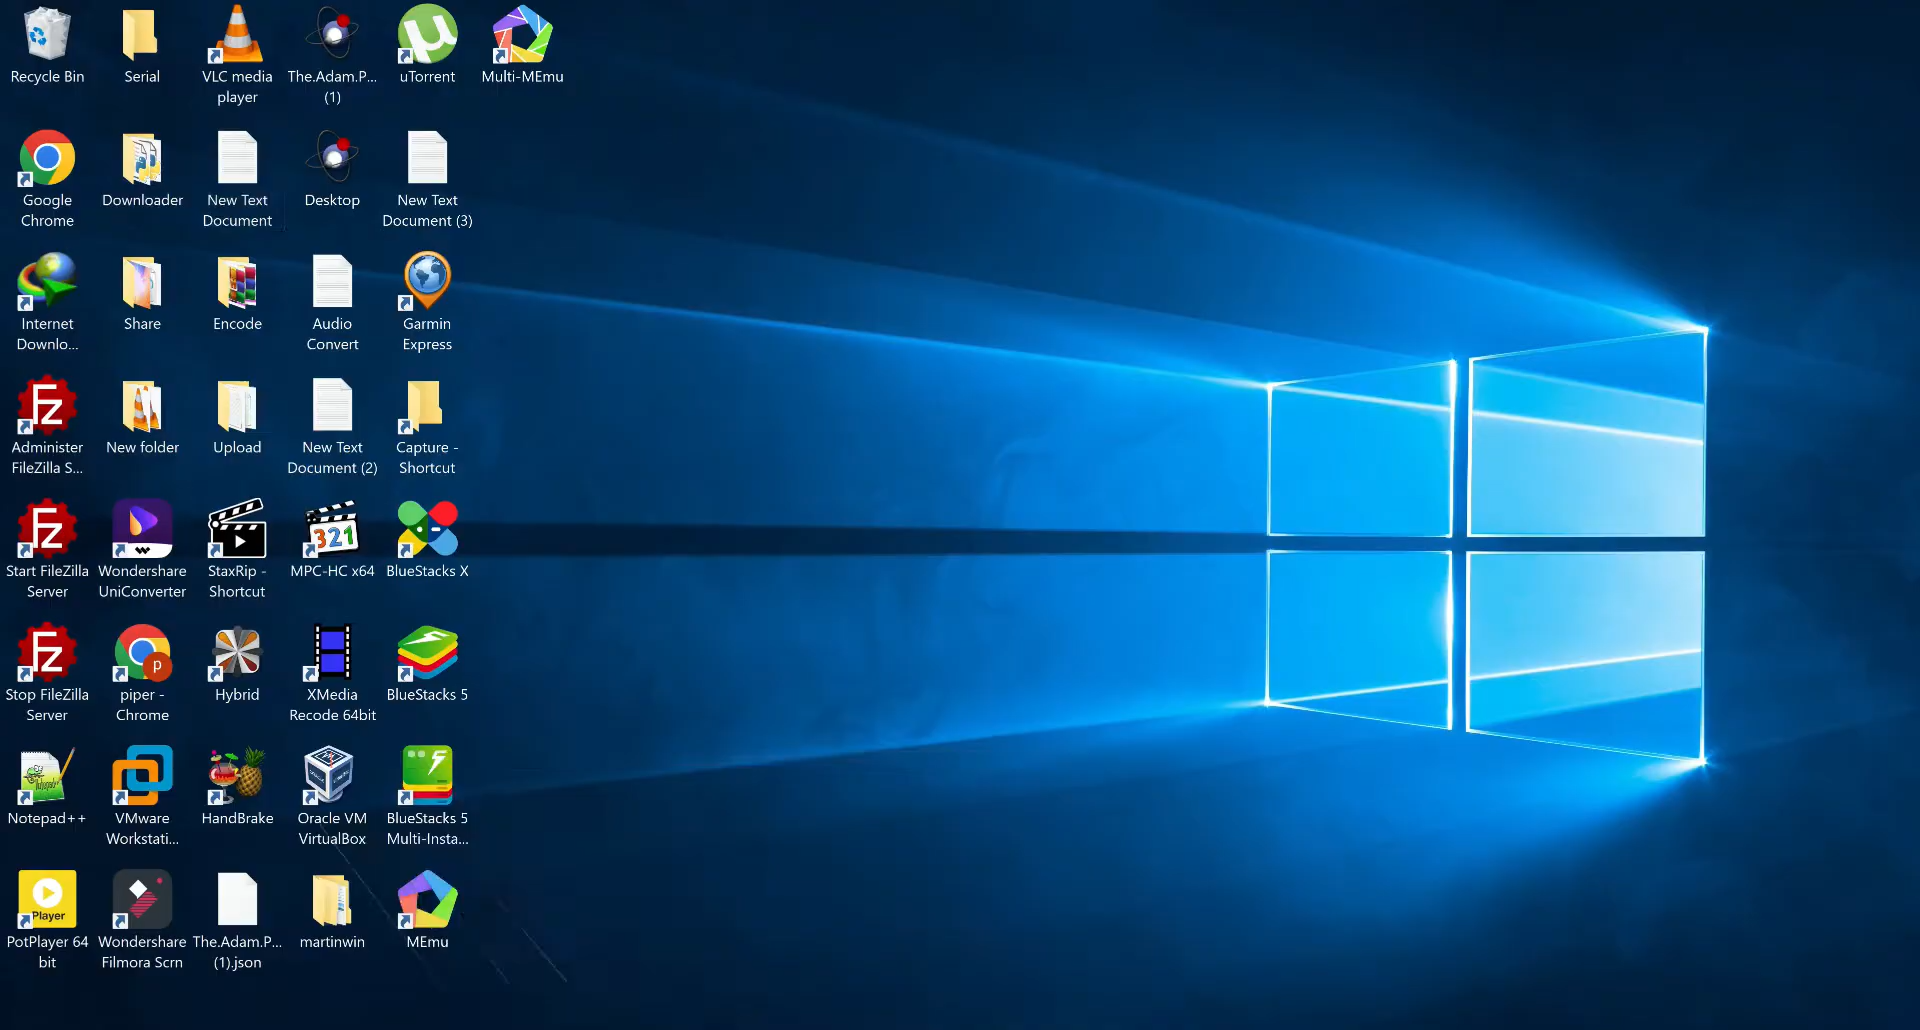 Recycle Bin
Serial
VLC media
player
The.Adam.P...
(1)
uTorrent
Multi-MEmu
Google
Chrome
Downloader
New Text
Document
Desktop
New Text
Document (3)
Internet
Downlo...
Share
Encode
Audio
Convert
Garmin
Express
Administer
FileZilla S...
New folder
Upload
New Text
Document (2)
Capture -
Shortcut
Start FileZilla
Server
Wondershare
UniConverter
StaxRip -
Shortcut
321
MPC-HC x64
BlueStacks X
Stop FileZilla
Server
p
piper -
Chrome
Hybrid
XMedia
Recode 64bit
BlueStacks 5
Notepad++
VMware
Workstati...
HandBrake
Oracle VM
VirtualBox
BlueStacks 5
Multi-Insta...
Player
PotPlayer 64
bit
Wondershare
Filmora Scrn
The.Adam.P...
(1).json
martinwin
MEmu